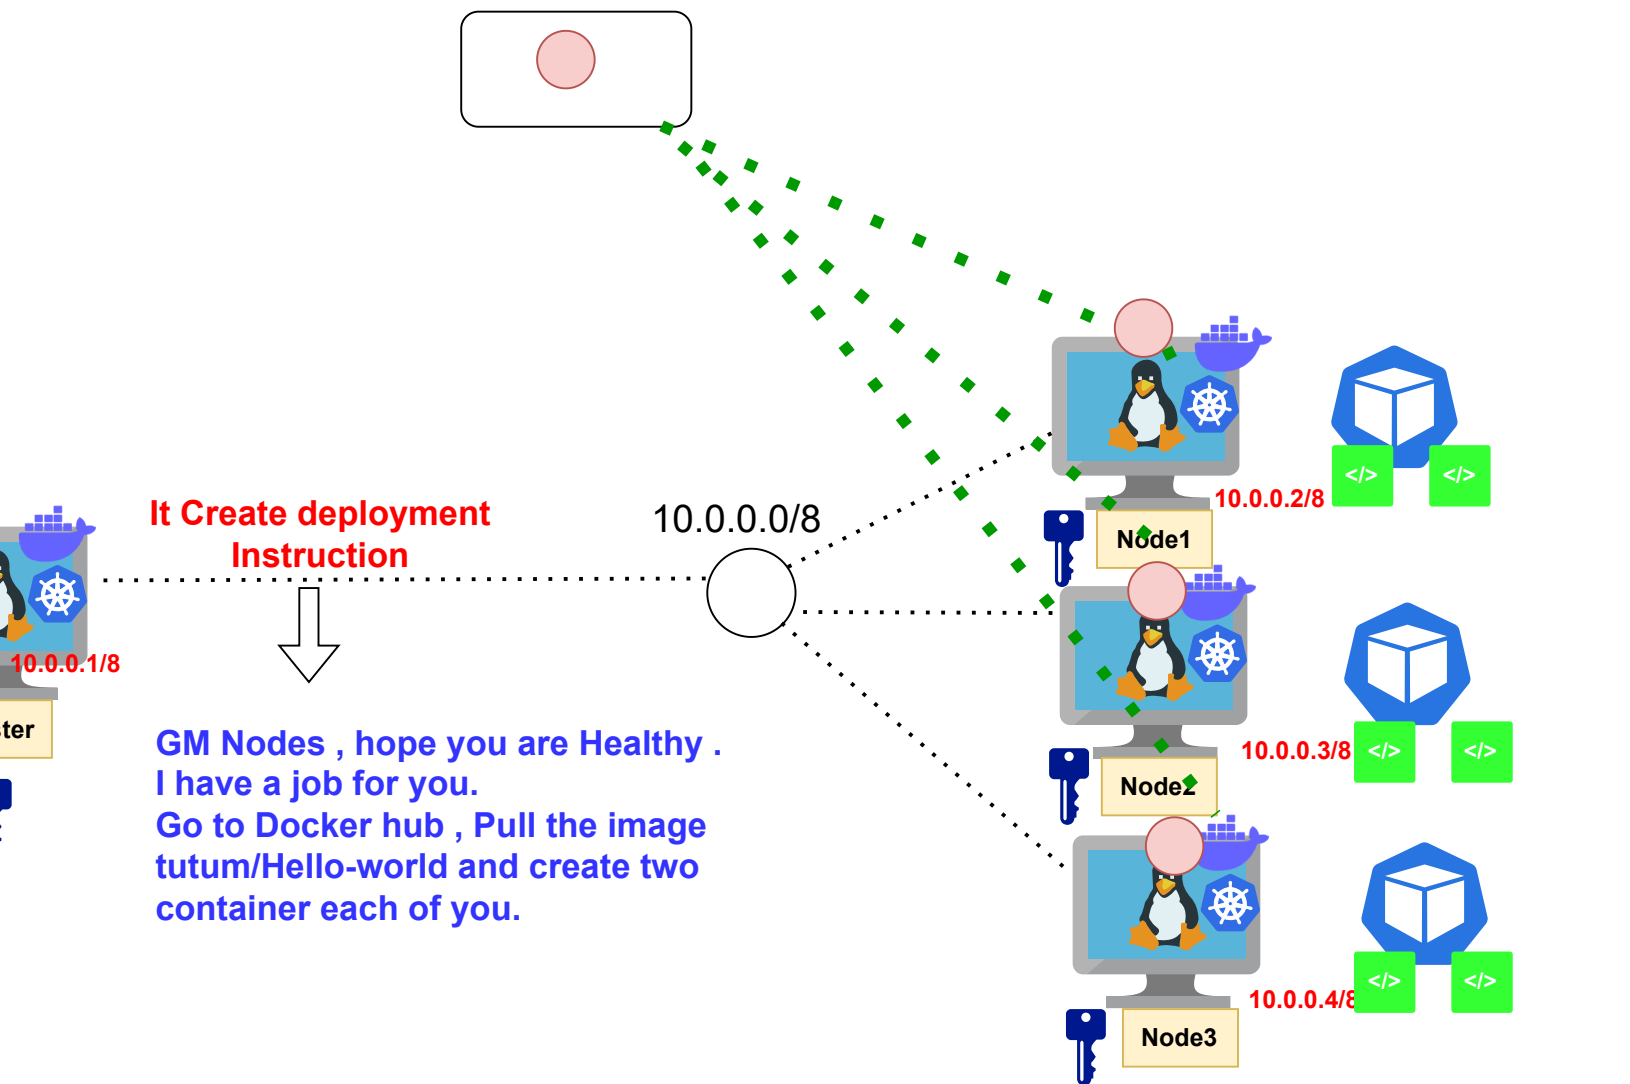 It Create deployment
Instruction
10.0.0.0/8
10.0.0.1/8
ster
GM Nodes , hope you are Healthy .
I have a job for you.
Go to Docker hub , Pull the image
tutum/Hello-world and create two
container each of you.
10.0.0.2/8
Node1
</>
</>
10.0.0.3/8
Node2
</>
</>
10.0.0.4/8
Node3
</>
</>